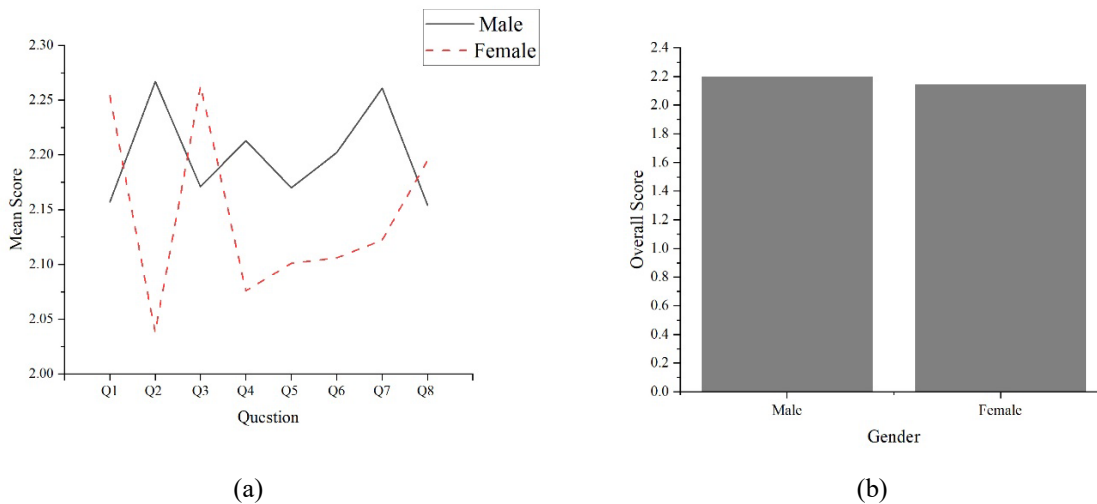 Male
Female
2.30
2.25
2.20
2.15
2.10
2.05
2.00
Mean Score
Q1 Q2 Q3 Q4 Q5 Q6 Q7 Q8
Question
(a)
2.4
2.2
2.0
1.8
1.6
1.4
1.2
1.0
0.8
0.6
0.4
0.2
0.0
Overall Score
Male Female
Gender
(b)